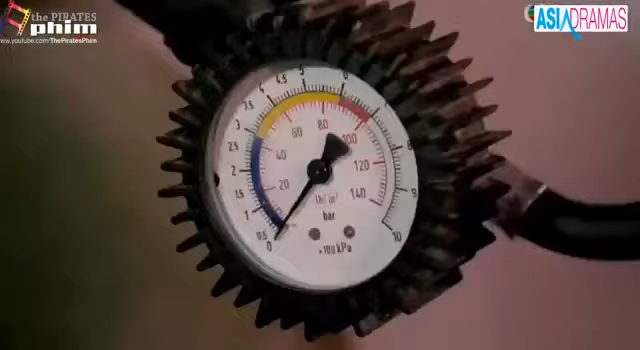 the PIRATES
phim
www.youtube.com/ThePiratesPhim
ASIADRAMAS
0 0.5 1 1.5 2 2.5 3 3.5 4 4.5 5 6 7 8 9 10
20 40 60 80 100 120 140
lb/in²
bar
×100 kPa